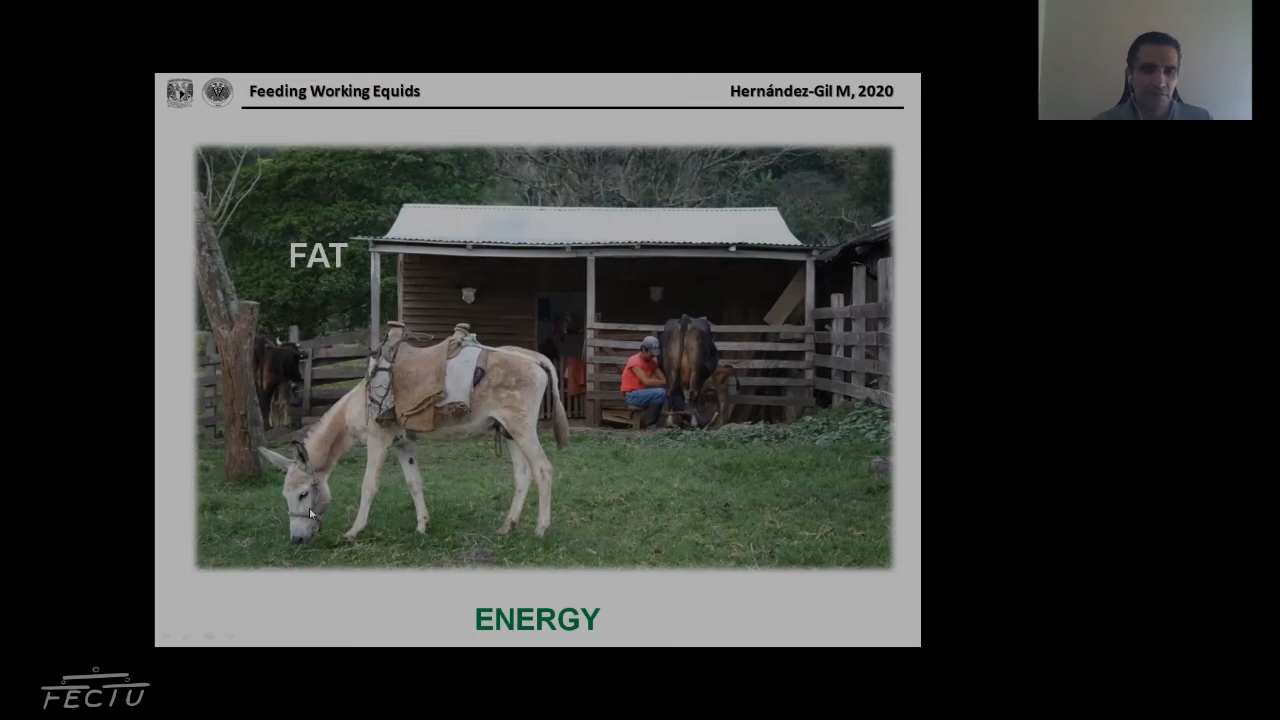 Feeding Working Equids
Hernández-Gil M, 2020
FAT
ENERGY
FECTU